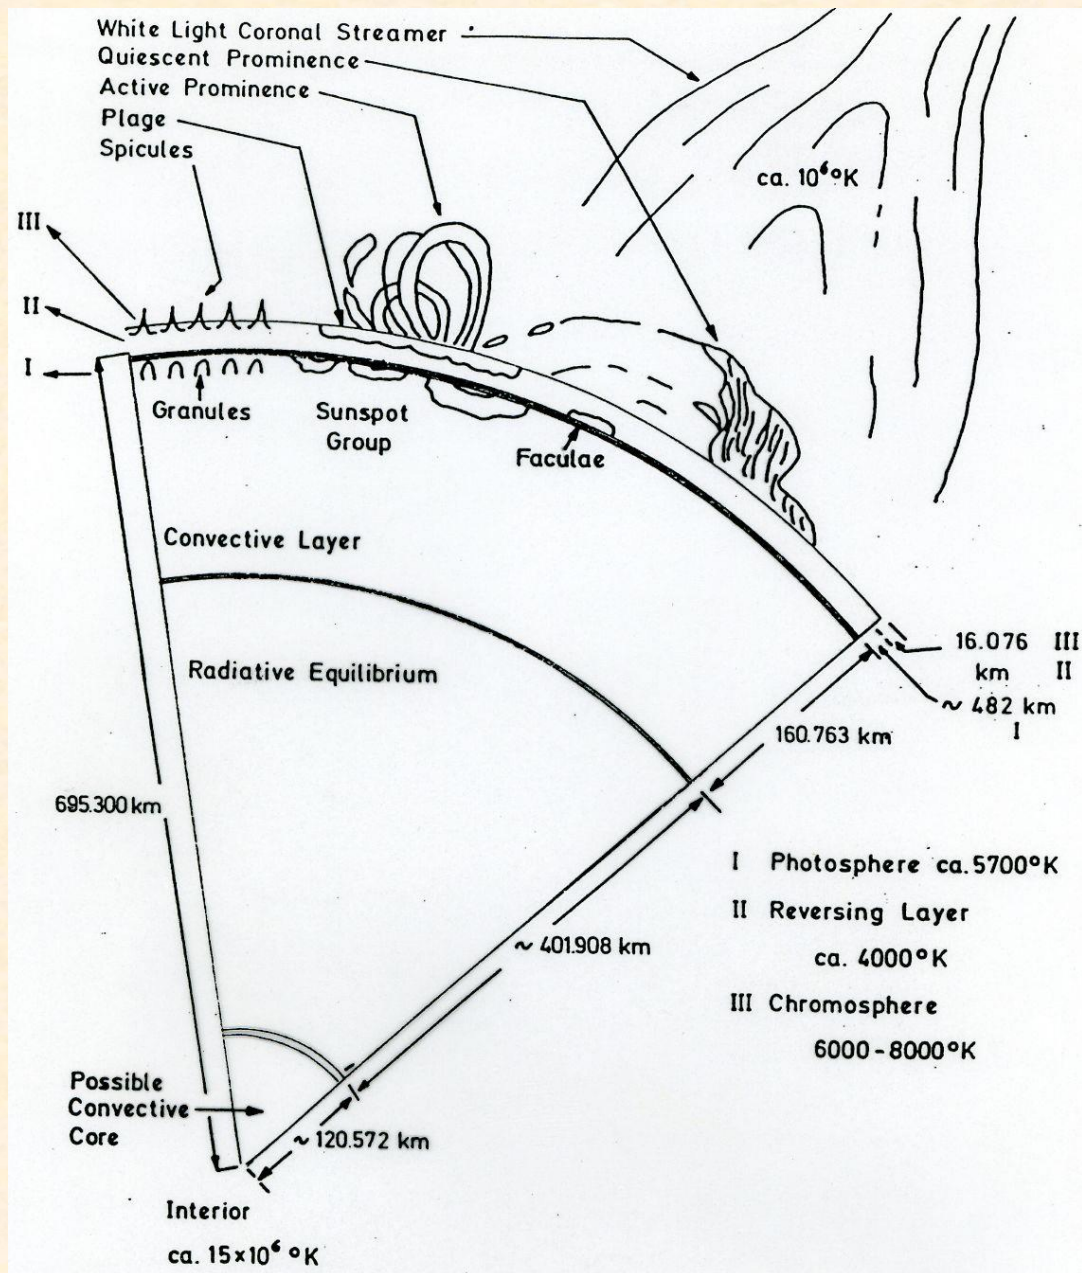 White Light Coronal Streamer
Quiescent Prominence
Active Prominence
Plage
Spicules
ca. 10⁶ °K
III
II
I
Granules
Sunspot
Group
Faculae
Convective Layer
Radiative Equilibrium
16.076 III
km II
~ 482 km
I
160.763 km
695.300 km
~ 401.908 km
I Photosphere ca. 5700°K
II Reversing Layer
ca. 4000°K
III Chromosphere
6000-8000°K
Possible
Convective
Core
~ 120.572 km
Interior
ca. 15x10⁶ °K